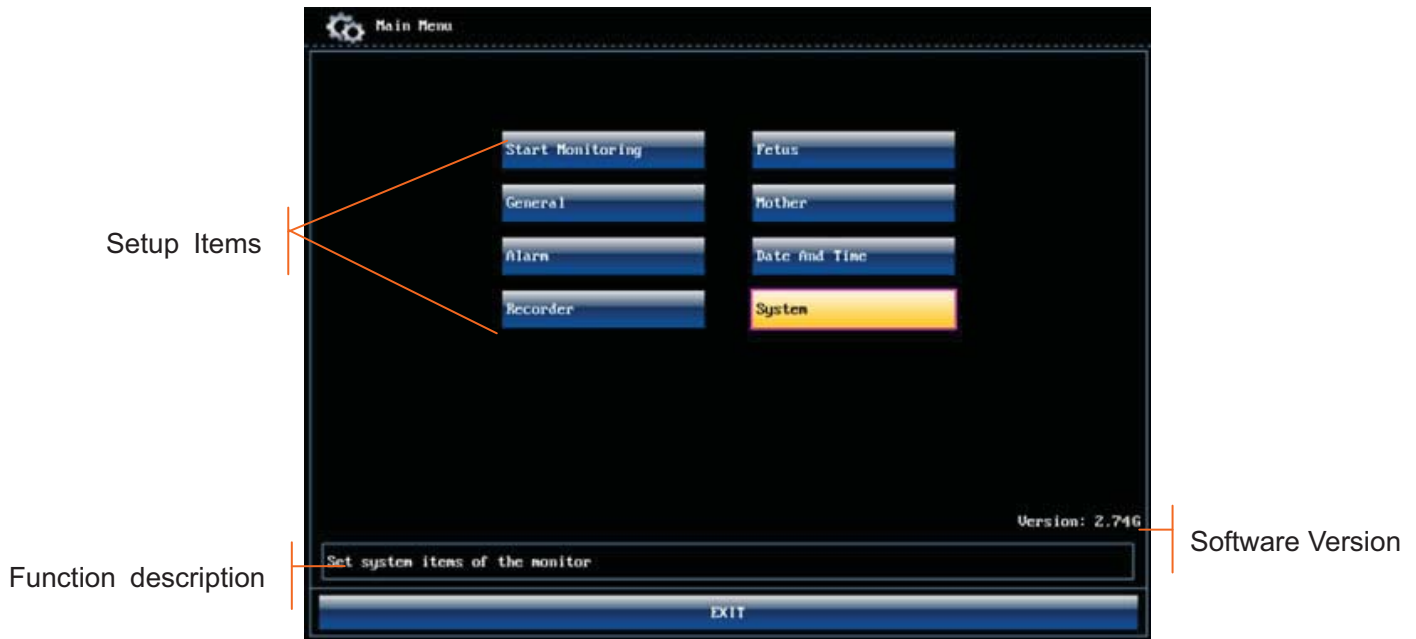 Main Menu
Start Monitoring
Fetus
General
Mother
Setup Items
Alarm
Date And Time
Recorder
System
Version: 2.74G
Software Version
Set system items of the monitor
Function description
EXIT